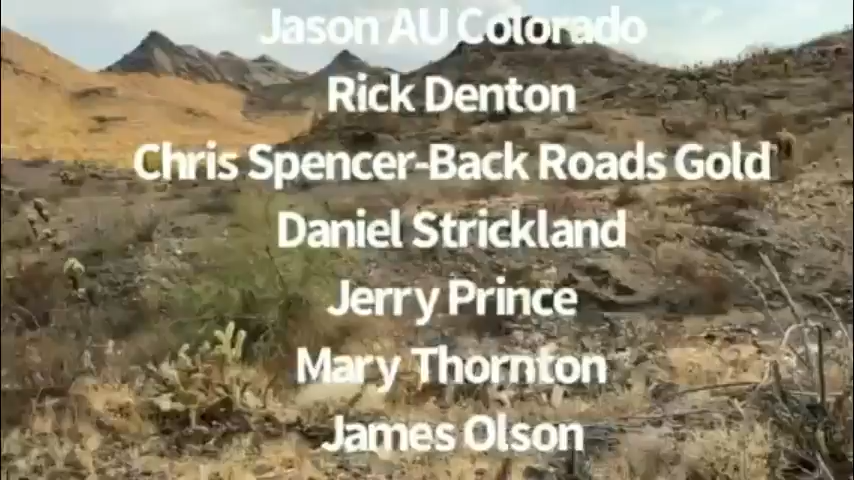 Jason AU Colorado
Rick Denton
Chris Spencer-Back Roads Gold
Daniel Strickland
Jerry Prince
Mary Thornton
James Olson